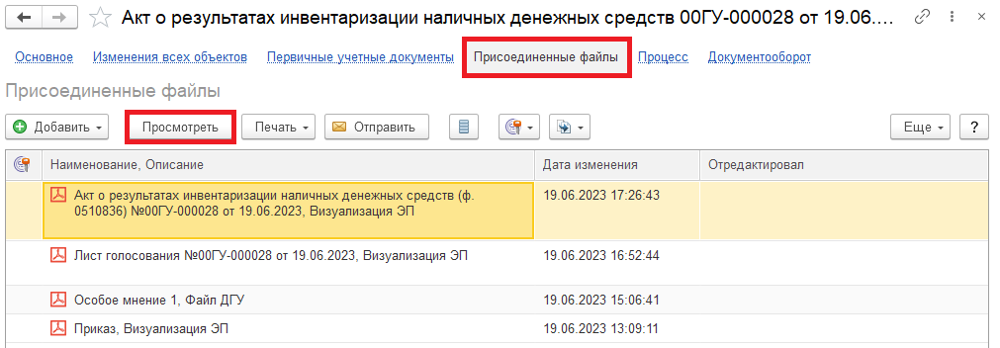 Акт о результатах инвентаризации наличных денежных средств 00ГУ-000028 от 19.06....
Основное Изменения всех объектов Первичные учетные документы Присоединенные файлы Процесс Документооборот
Присоединенные файлы
Добавить Просмотреть Печать Отправить Еще ?
Наименование, Описание Дата изменения Отредактировал
Акт о результатах инвентаризации наличных денежных средств (ф. 19.06.2023 17:26:43
0510836) №00ГУ-000028 от 19.06.2023, Визуализация ЭП
Лист голосования №00ГУ-000028 от 19.06.2023, Визуализация ЭП 19.06.2023 16:52:44
Особое мнение 1, Файл ДГУ 19.06.2023 15:06:41
Приказ, Визуализация ЭП 19.06.2023 13:09:11